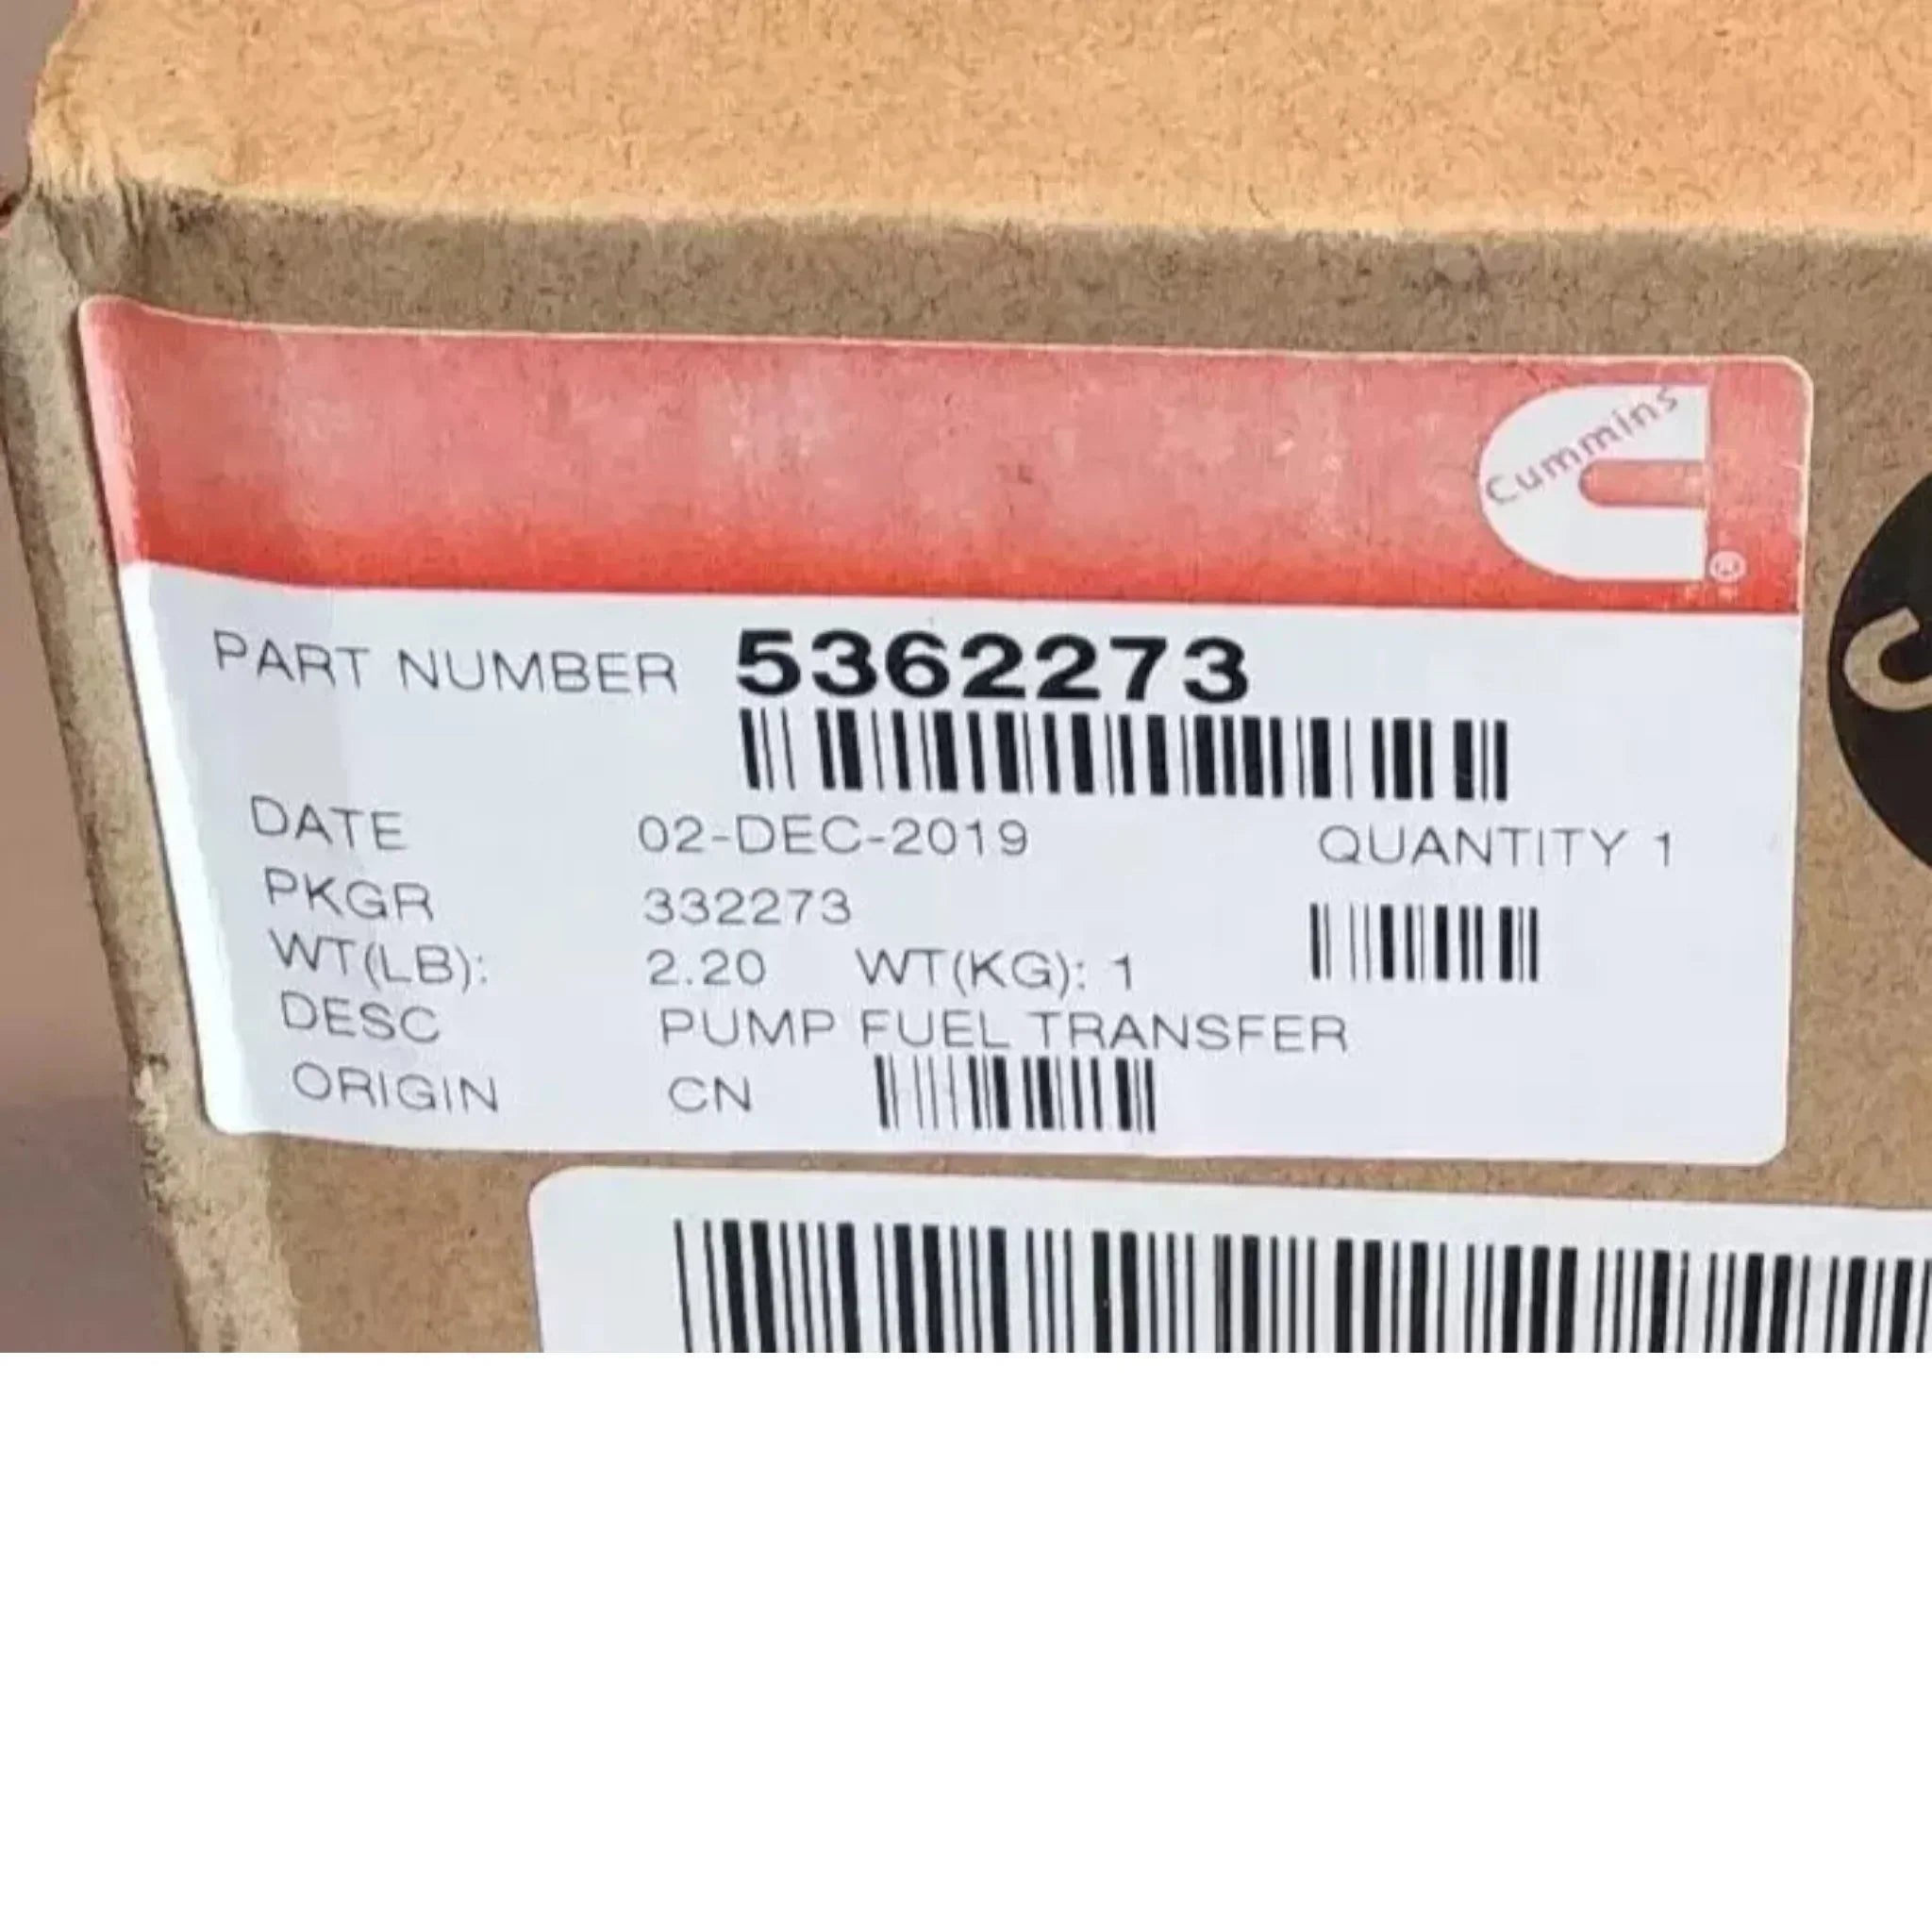 Cummins
®
PART NUMBER 5362273
DATE 02-DEC-2019 QUANTITY 1
PKGR 332273
WT(LB): 2.20 WT(KG): 1
DESC PUMP FUEL TRANSFER
ORIGIN CN
C